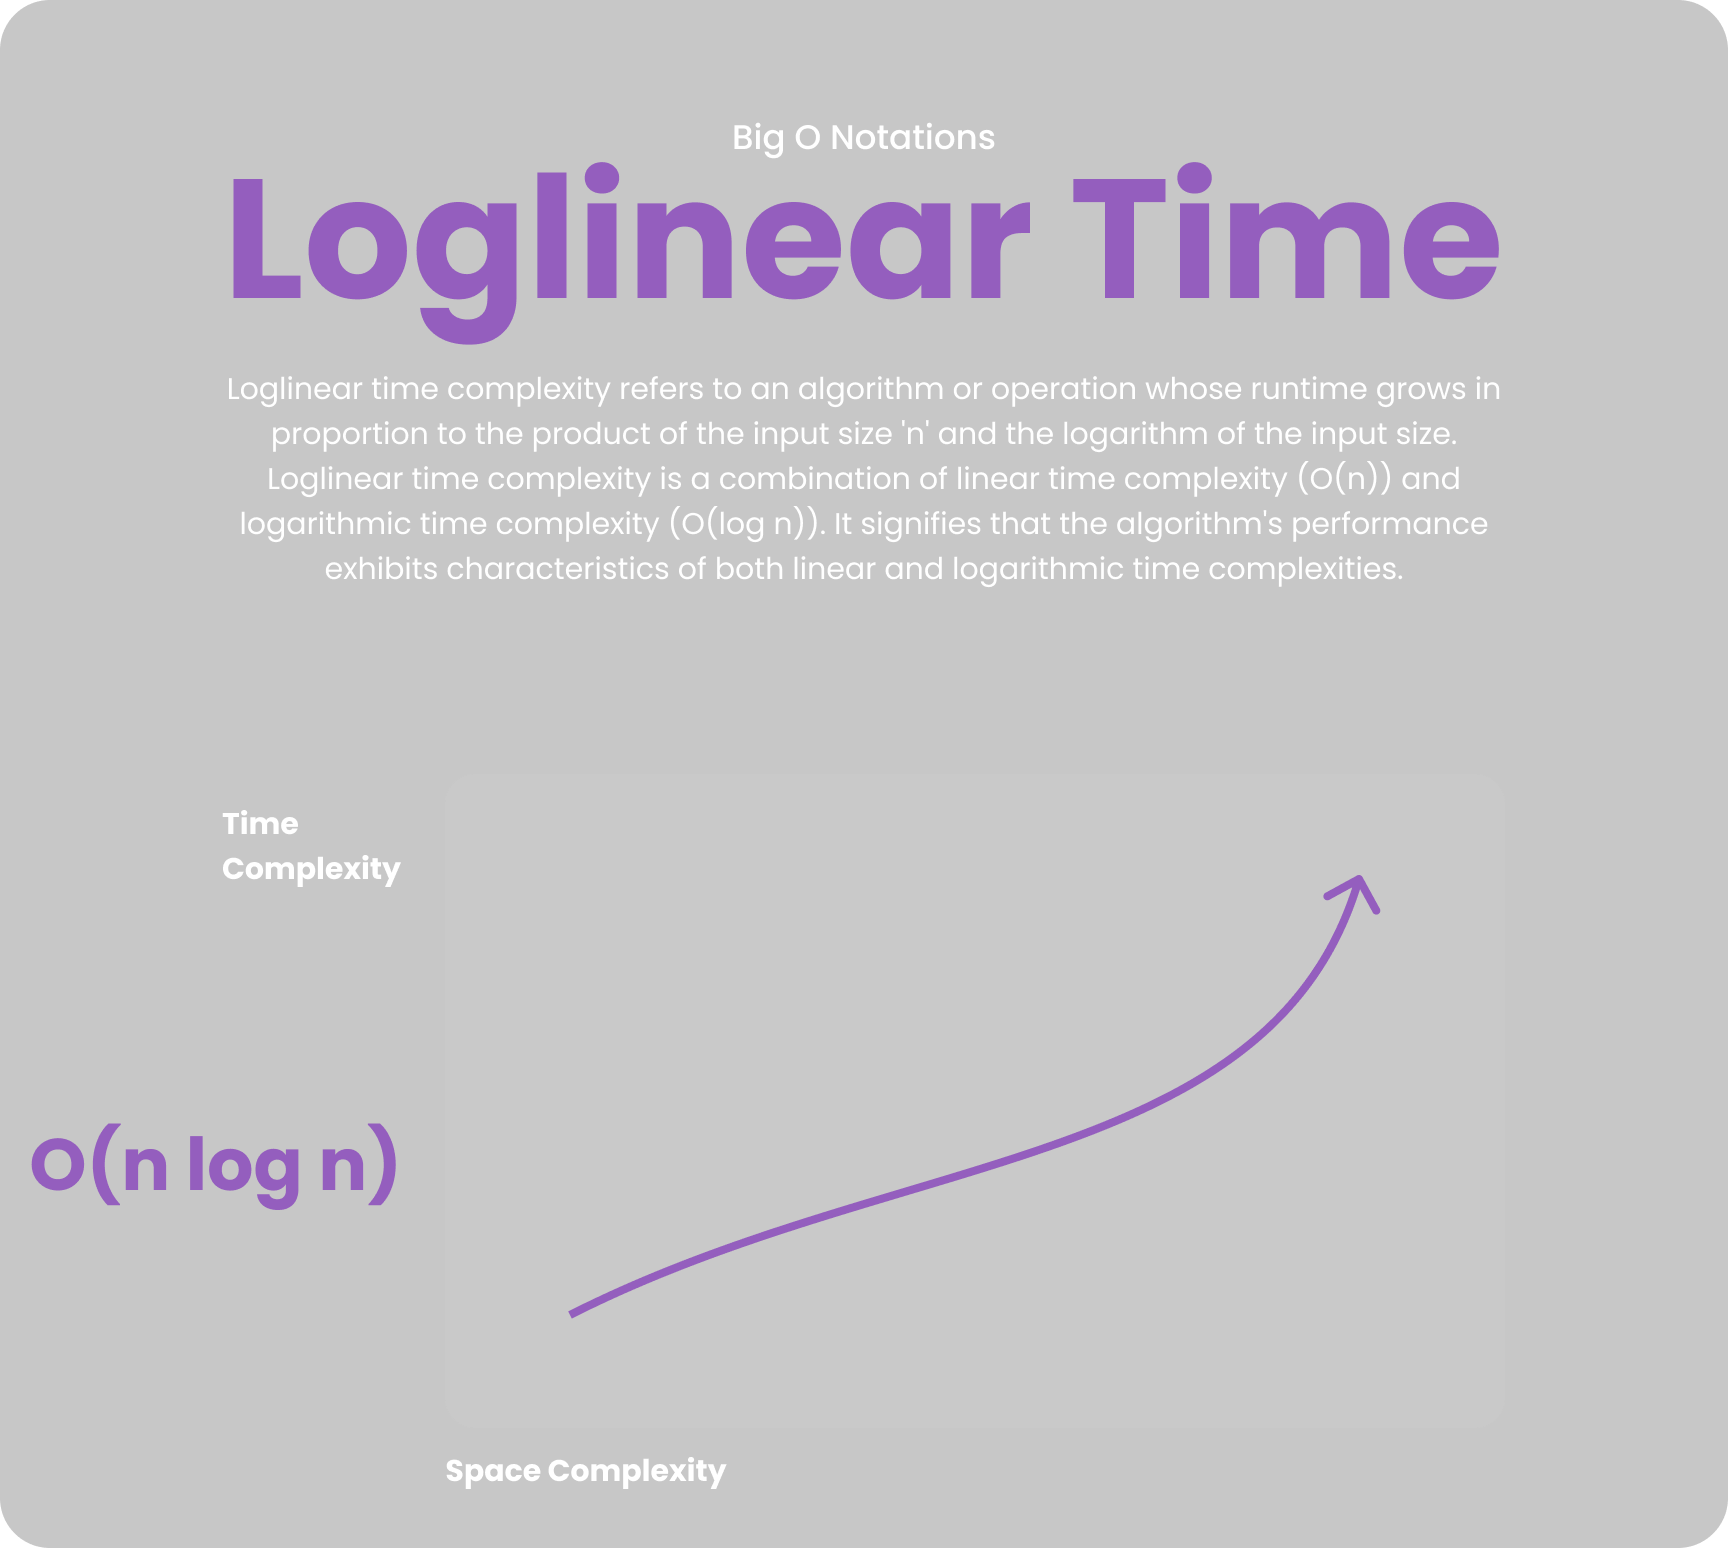 Big O Notations
Loglinear Time
Loglinear time complexity refers to an algorithm or operation whose runtime grows in
proportion to the product of the input size 'n' and the logarithm of the input size.
Loglinear time complexity is a combination of linear time complexity (O(n)) and
logarithmic time complexity (O(log n)). It signifies that the algorithm's performance
exhibits characteristics of both linear and logarithmic time complexities.
Time
Complexity
O(n log n)
Space Complexity